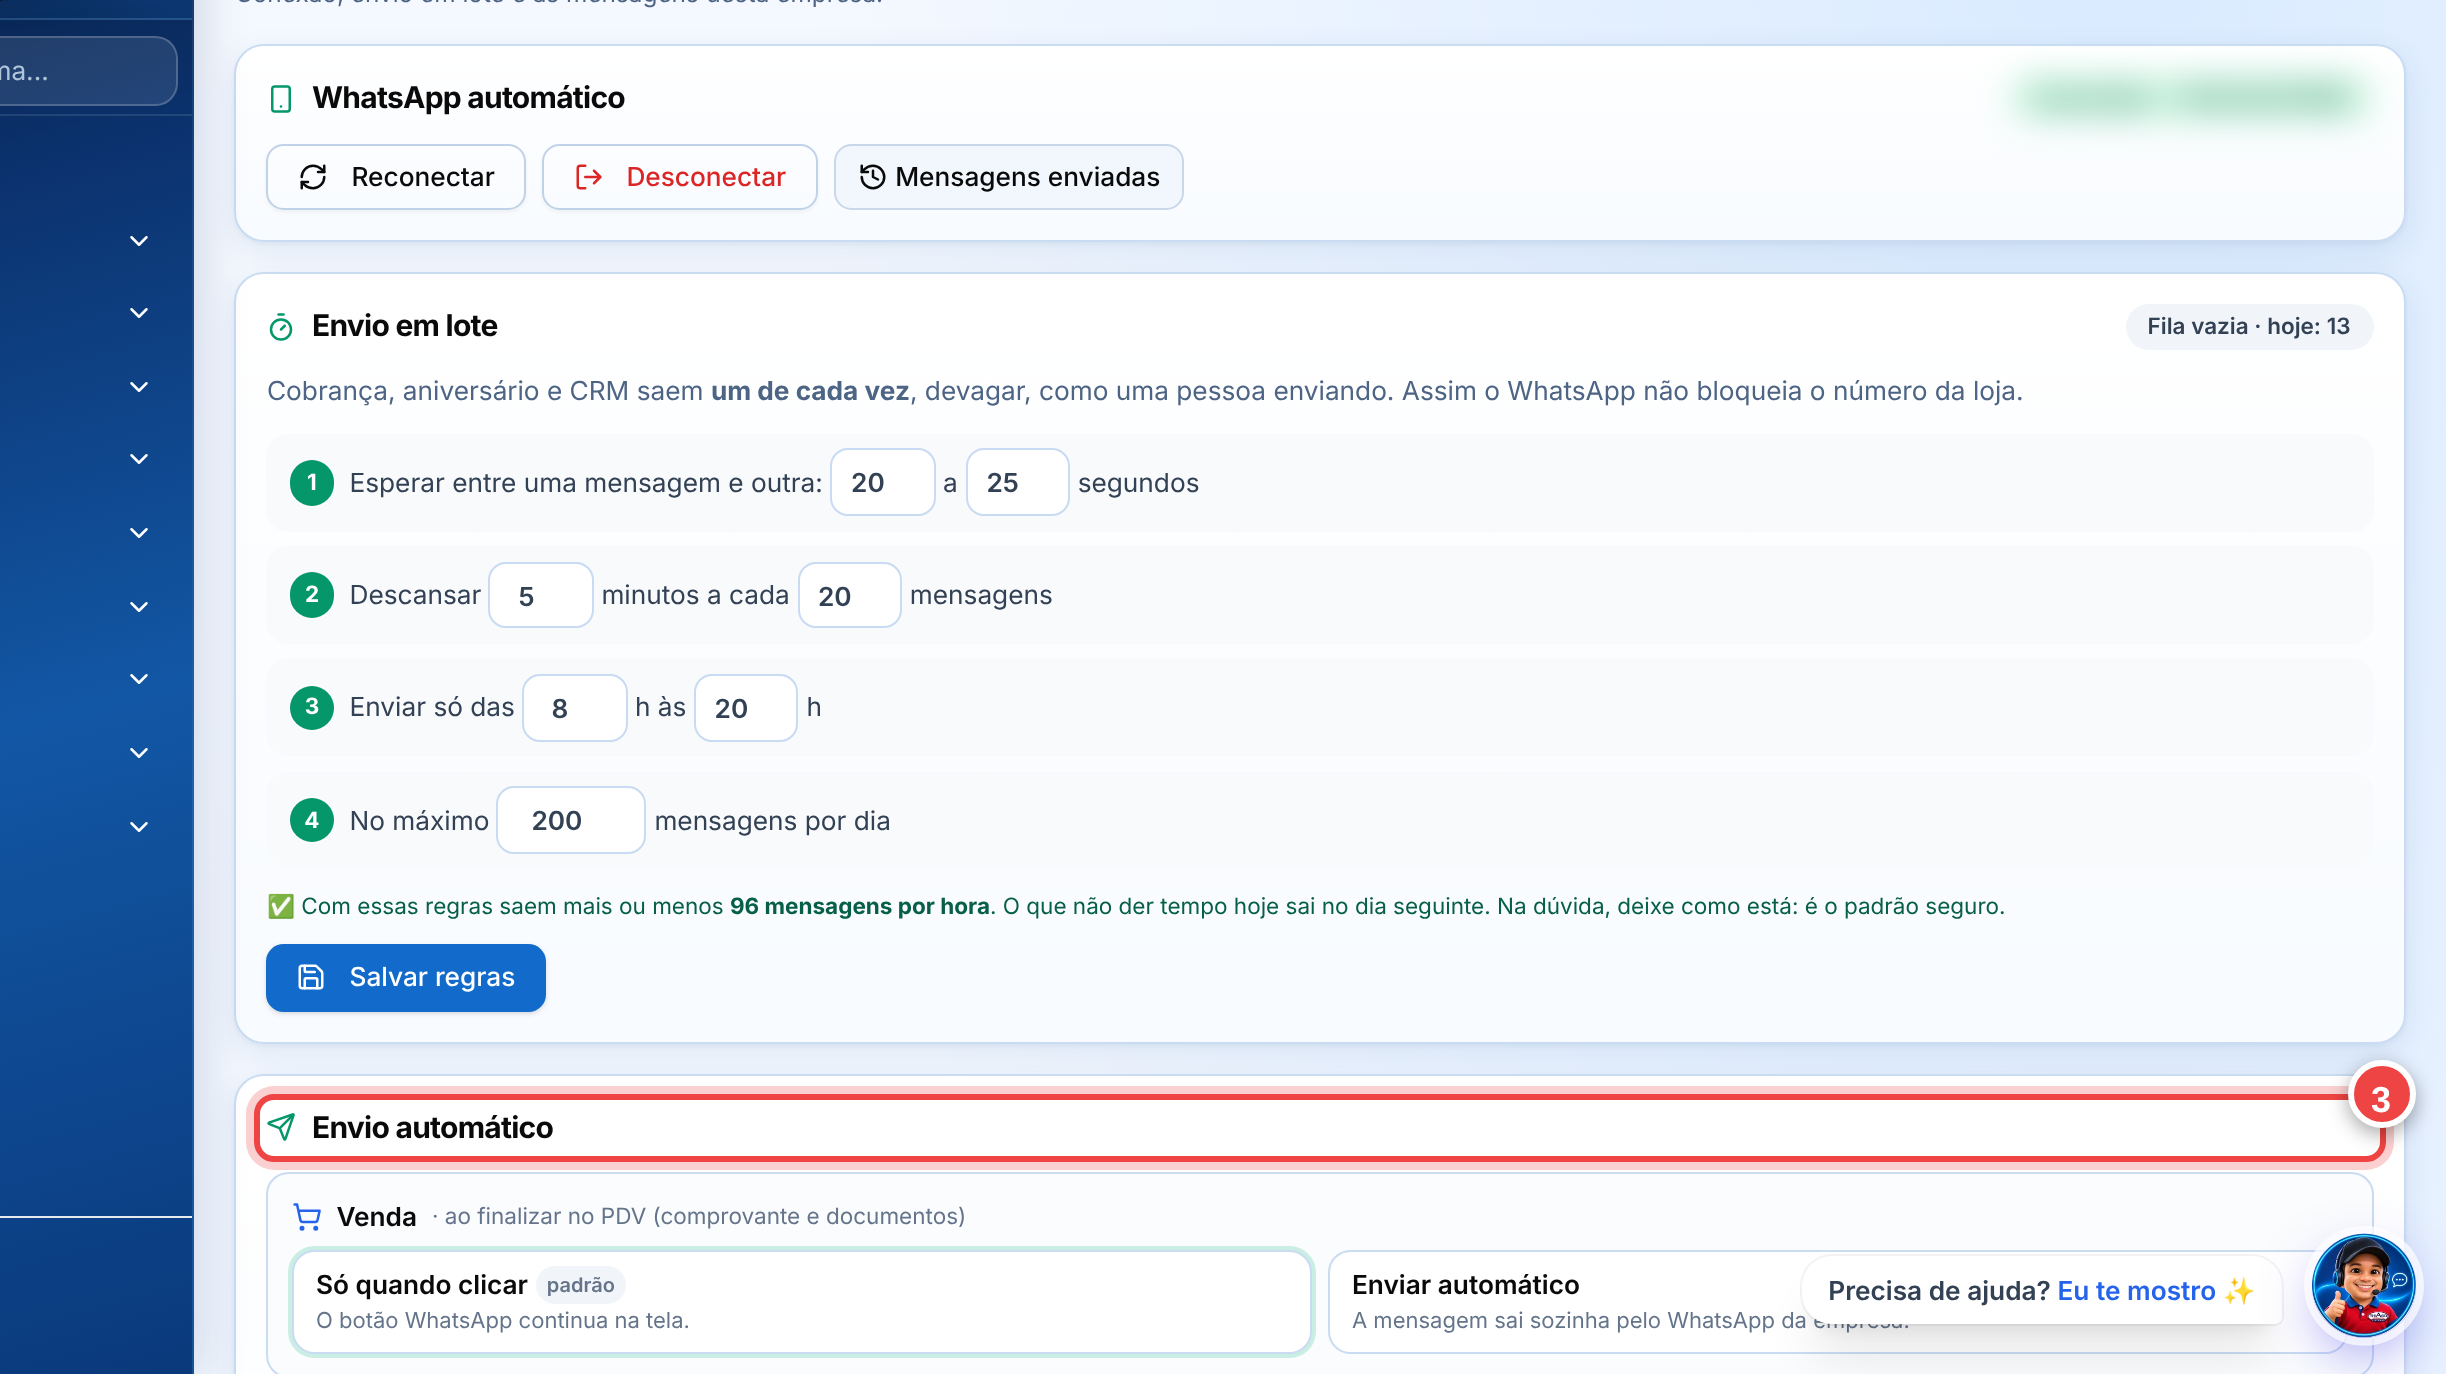 ma...
WhatsApp automático
Reconectar
Desconectar
Mensagens enviadas
Envio em lote
Fila vazia · hoje: 13
Cobrança, aniversário e CRM saem um de cada vez, devagar, como uma pessoa enviando. Assim o WhatsApp não bloqueia o número da loja.
1 Esperar entre uma mensagem e outra: 20 a 25 segundos
2 Descansar 5 minutos a cada 20 mensagens
3 Enviar só das 8 h às 20 h
4 No máximo 200 mensagens por dia
✅ Com essas regras saem mais ou menos 96 mensagens por hora. O que não der tempo hoje sai no dia seguinte. Na dúvida, deixe como está: é o padrão seguro.
Salvar regras
3
Envio automático
Venda · ao finalizar no PDV (comprovante e documentos)
Só quando clicar padrão
O botão WhatsApp continua na tela.
Enviar automático
A mensagem sai sozinha pelo WhatsApp da empresa.
Precisa de ajuda? Eu te mostro ✨